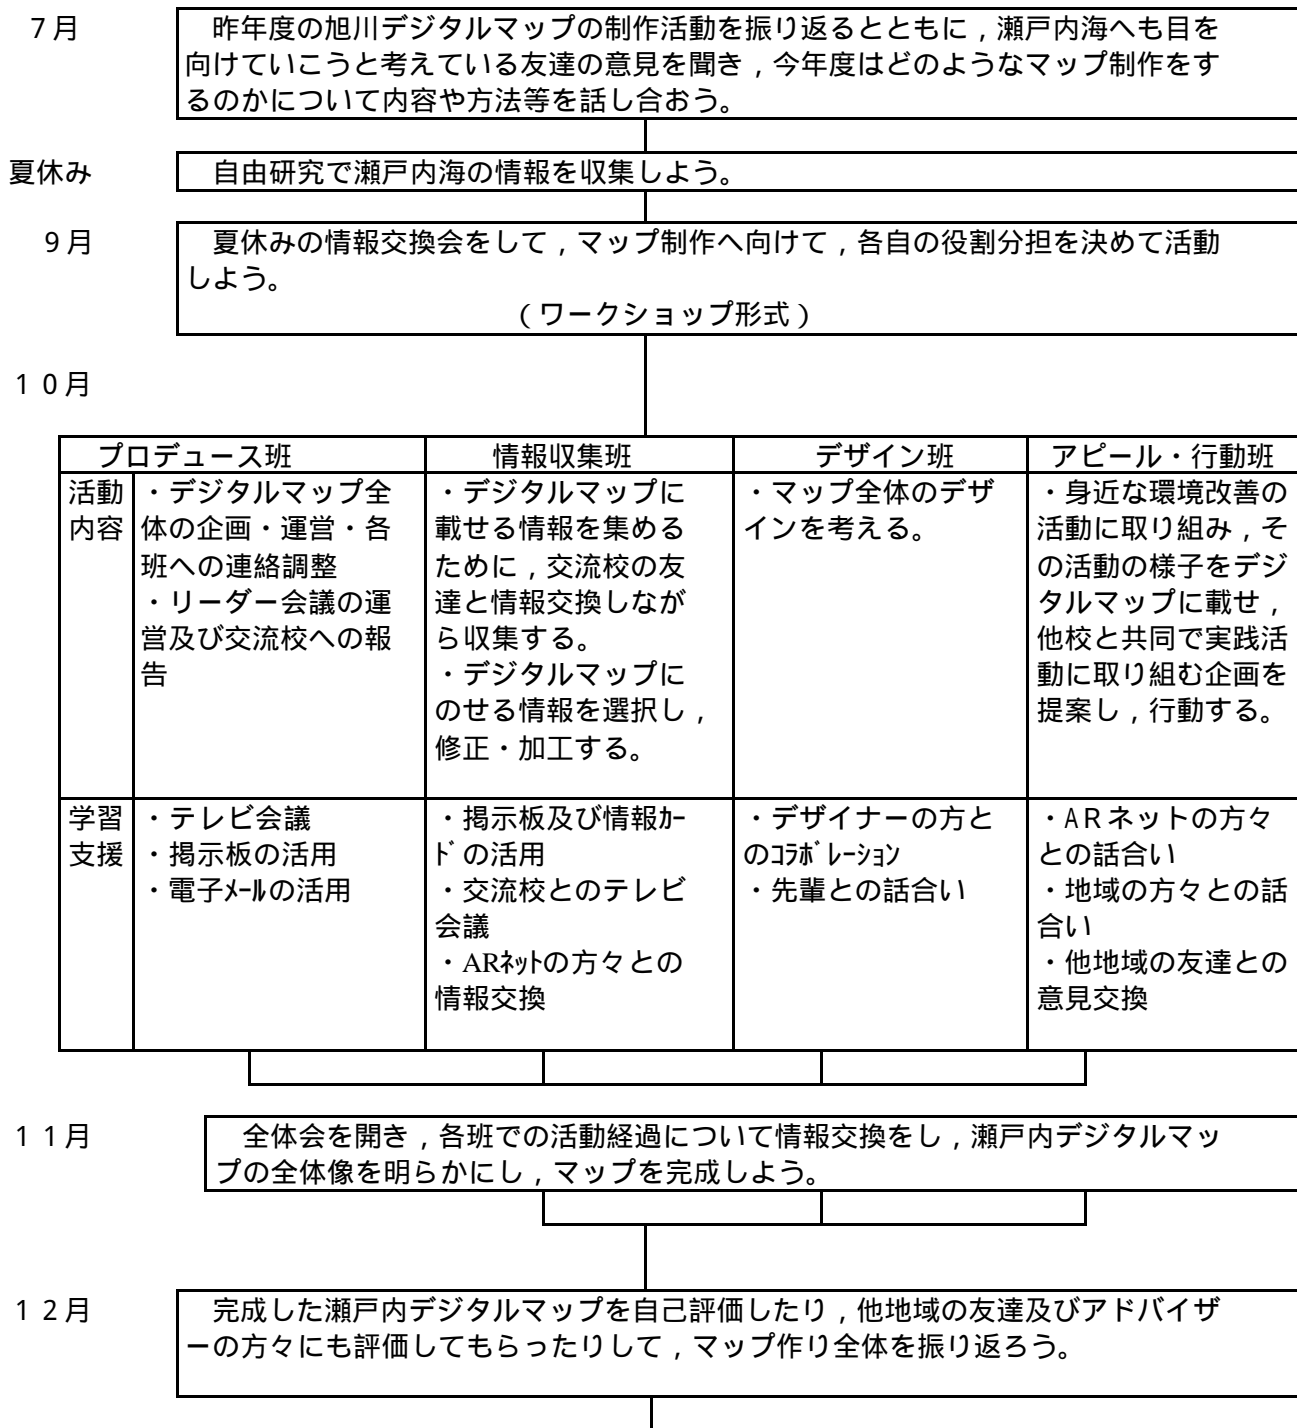 7月
昨年度の旭川デジタルマップの制作活動を振り返るとともに，瀬戸内海へも目を
向けていこうと考えている友達の意見を聞き，今年度はどのようなマップ制作をす
るのかについて内容や方法等を話し合おう。
夏休み
自由研究で瀬戸内海の情報を収集しよう。
9月
夏休みの情報交換会をして，マップ制作へ向けて，各自の役割分担を決めて活動
しよう。
（ワークショップ形式）
１０月
プロデュース班
情報収集班
デザイン班
アピール・行動班
活動
内容
・デジタルマップ全
体の企画・運営・各
班への連絡調整
・リーダー会議の運
営及び交流校への報
告
・デジタルマップに
載せる情報を集める
ために，交流校の友
達と情報交換しなが
ら収集する。
・デジタルマップに
のせる情報を選択し，
修正・加工する。
・マップ全体のデザ
インを考える。
・身近な環境改善の
活動に取り組み，そ
の活動の様子をデジ
タルマップに載せ，
他校と共同で実践活
動に取り組む企画を
提案し，行動する。
学習
支援
・テレビ会議
・掲示板の活用
・電子ﾒｰﾙの活用
・掲示板及び情報ｶｰ
ﾄﾞの活用
・交流校とのテレビ
会議
・ARﾈｯﾄの方々との
情報交換
・デザイナーの方と
のｺﾗﾎﾞﾚｰｼｮﾝ
・先輩との話合い
・ARネットの方々
との話合い
・地域の方々との話
合い
・他地域の友達との
意見交換
１１月
全体会を開き，各班での活動経過について情報交換をし，瀬戸内デジタルマッ
プの全体像を明らかにし，マップを完成しよう。
１２月
完成した瀬戸内デジタルマップを自己評価したり，他地域の友達及びアドバイザ
ーの方々にも評価してもらったりして，マップ作り全体を振り返ろう。